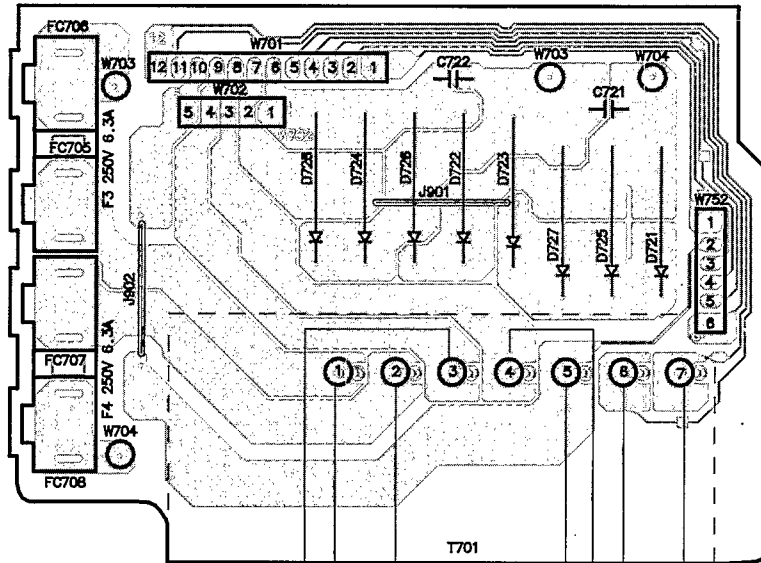 FC706
W703
12
W701
12 11 10 9 8 7 6 5 4 3 2 1
C722
W703
W704
W702
5 4 3 2 1
C721
FC705
F3 250V 6.3A
D728
D724
D726
D722
D723
J901
D727
D725
D721
W752
1
2
3
4
5
6
J902
F4 250V 6.3A
FC707
1 2 3 4 5 6 7
W704
FC708
T701